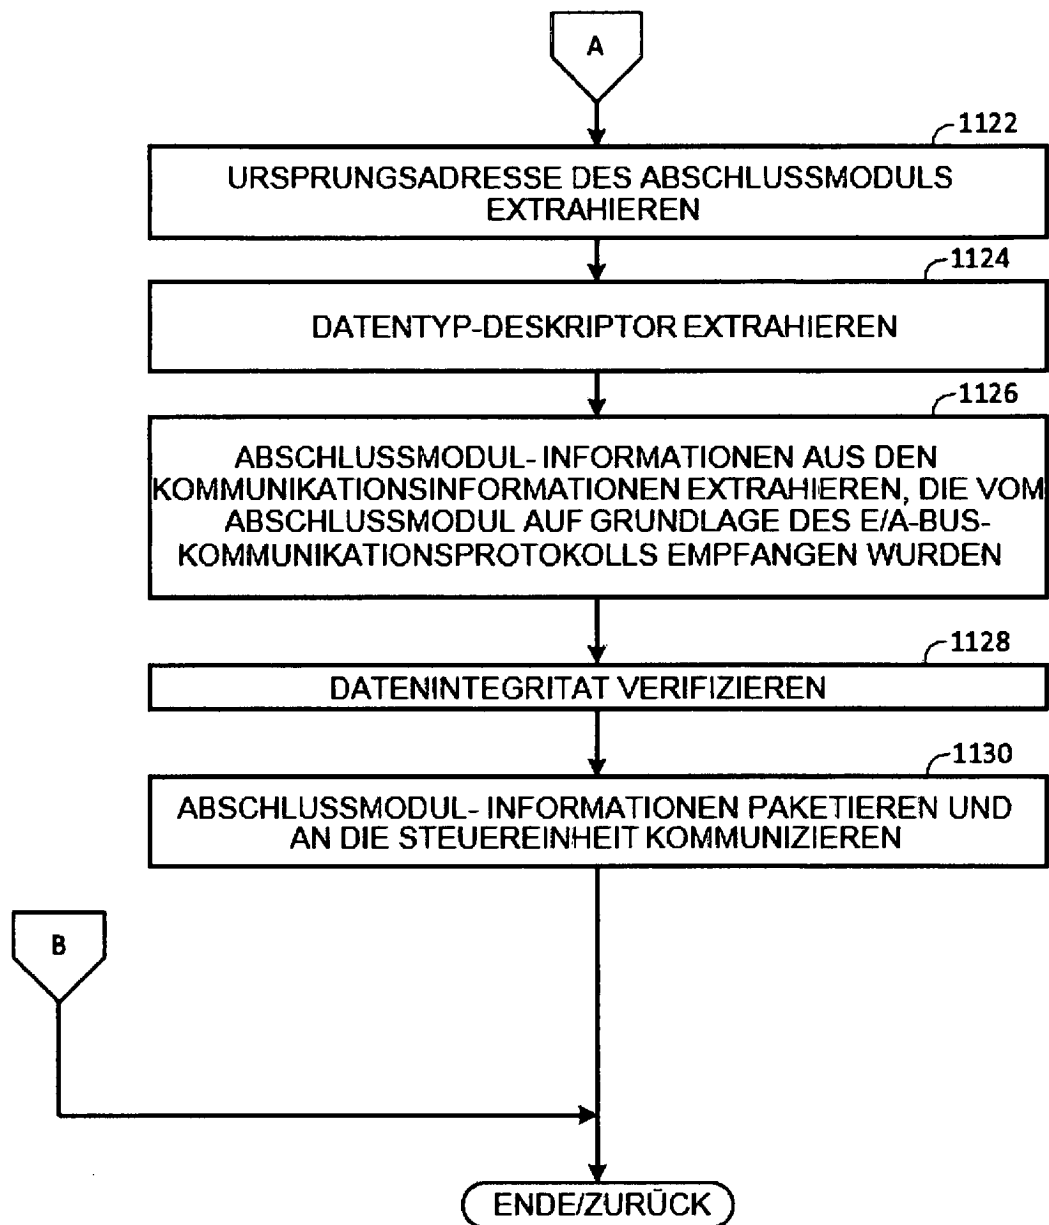 A
1122
URSPRUNGSADRESSE DES ABSCHLUSSMODULS
EXTRAHIEREN
1124
DATENTYP-DESKRIPTOR EXTRAHIEREN
1126
ABSCHLUSSMODUL- INFORMATIONEN AUS DEN
KOMMUNIKATIONSINFORMATIONEN EXTRAHIEREN, DIE VOM
ABSCHLUSSMODUL AUF GRUNDLAGE DES E/A-BUS-
KOMMUNIKATIONSPROTOKOLLS EMPFANGEN WURDEN
1128
DATENINTEGRITÄT VERIFIZIEREN
1130
ABSCHLUSSMODUL- INFORMATIONEN PAKETIEREN UND
AN DIE STEUEREINHEIT KOMMUNIZIEREN
B
ENDE/ZURÜCK